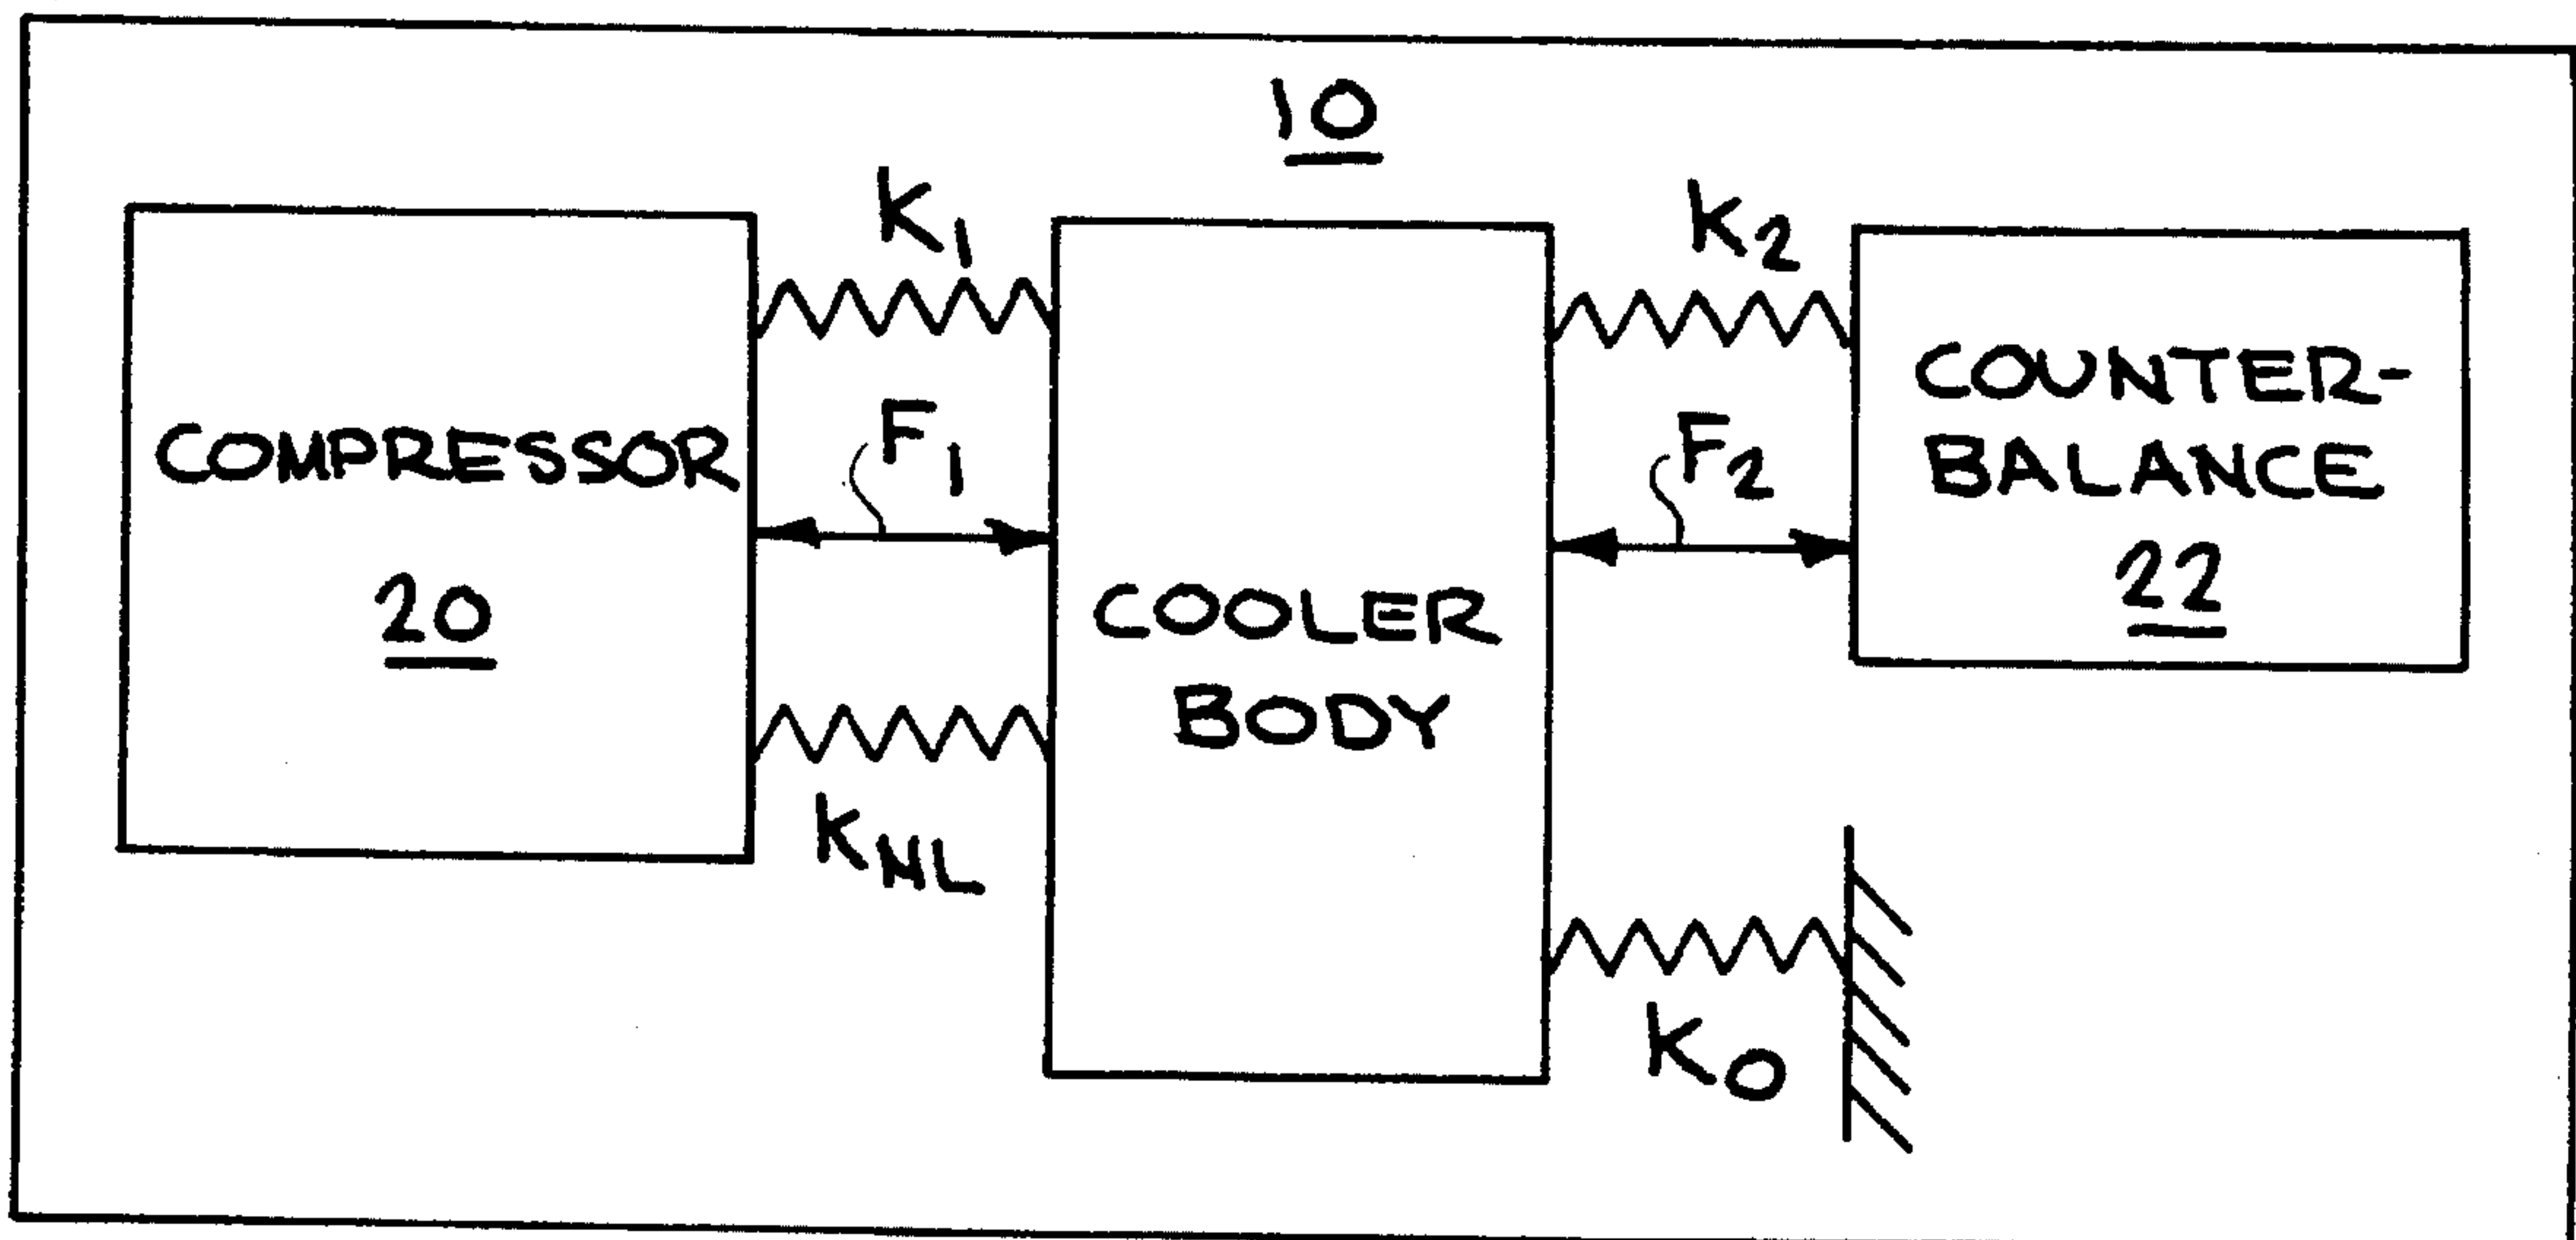 10
K1
K2
COMPRESSOR
20
F1
F2
COUNTER-
BALANCE
22
COOLER
BODY
KNL
KO